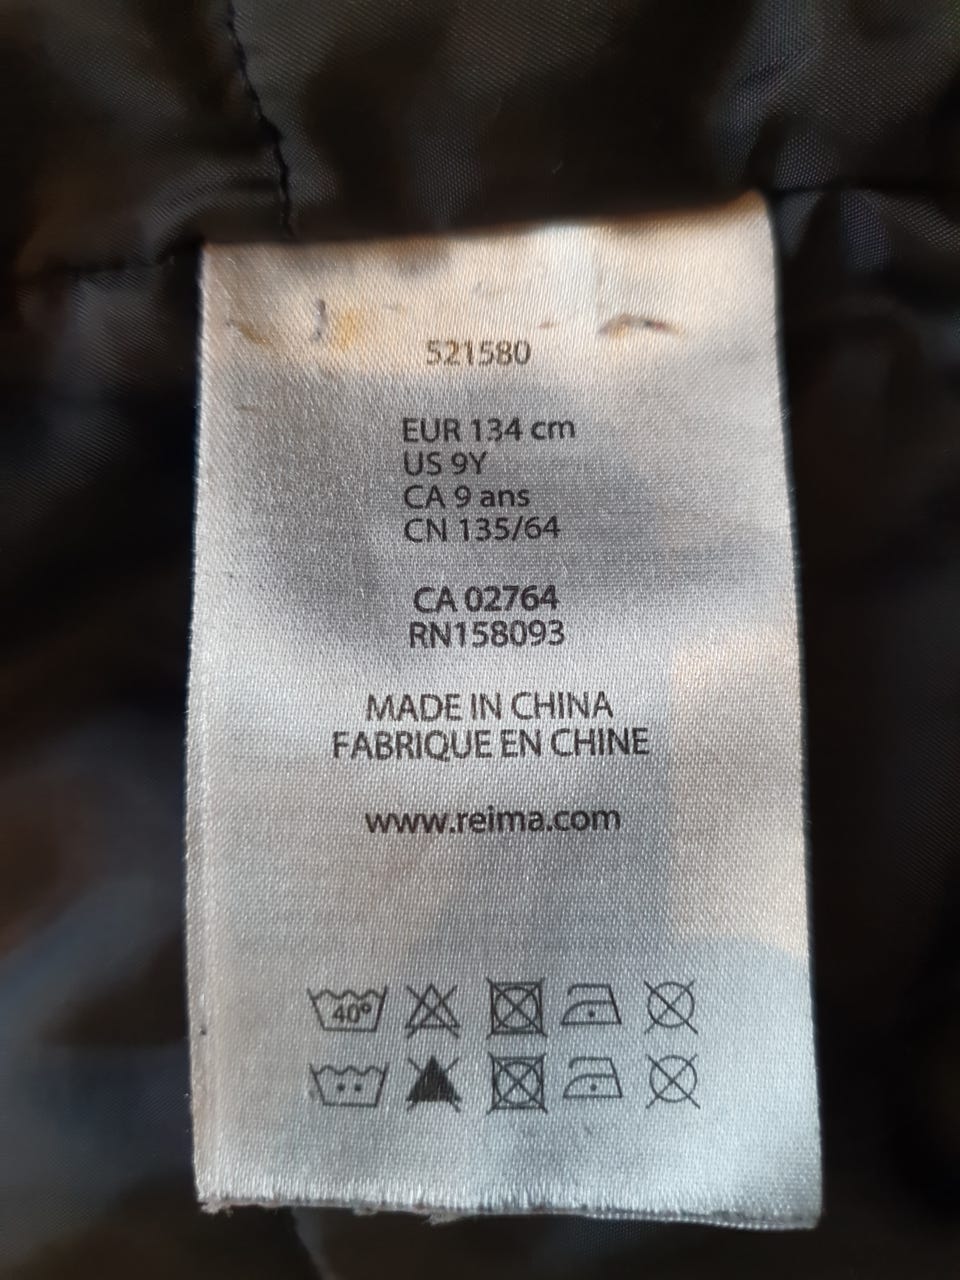 521580
EUR 134 cm
US 9Y
CA 9 ans
CN 135/64
CA 02764
RN158093
MADE IN CHINA
FABRIQUE EN CHINE
www.reima.com
40°